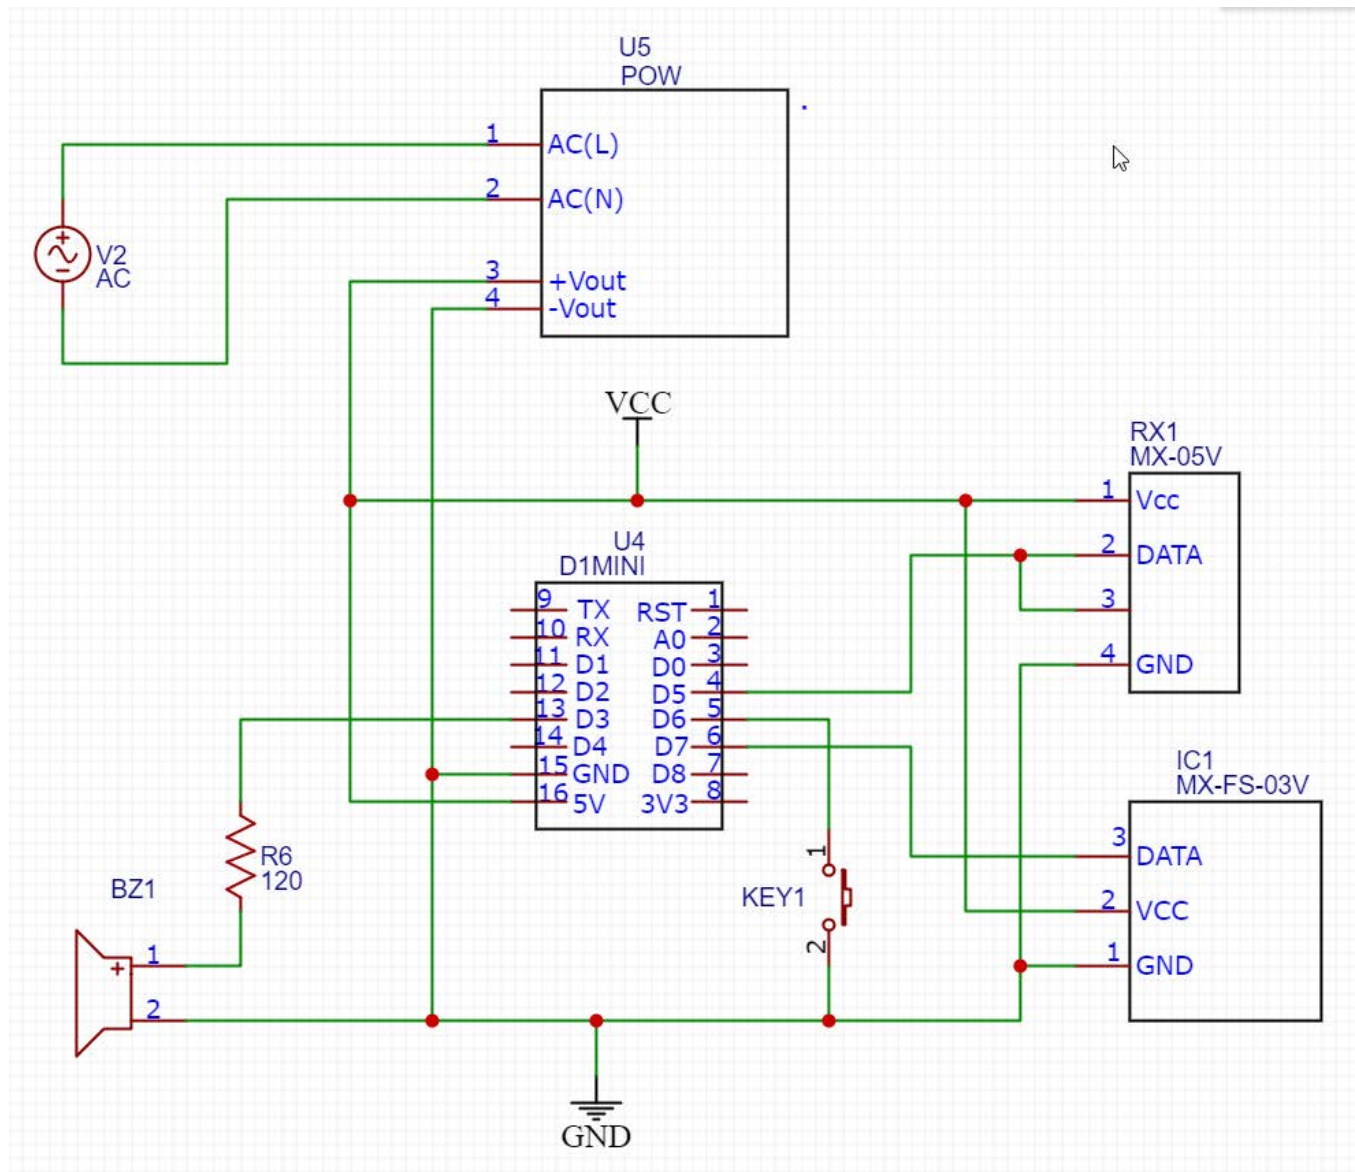 U5
POW
1 AC(L)
2 AC(N)
3 +Vout
4 -Vout
V2
AC
VCC
RX1
MX-05V
1 Vcc
2 DATA
3
4 GND
U4
D1MINI
9 TX RST 1
10 RX A0 2
11 D1 D0 3
12 D2 D5 4
13 D3 D6 5
14 D4 D7 6
15 GND D8 7
16 5V 3V3 8
IC1
MX-FS-03V
3 DATA
2 VCC
1 GND
R6
120
BZ1
+ 1
2
1
KEY1
2
GND